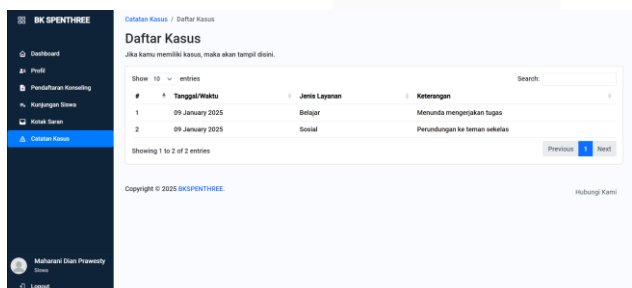 BK SPENTHREE
Dashboard
Profil
Pendaftaran Konseling
Kunjungan Siswa
Kotak Saran
Catatan Kasus
Maharani Dian Prawesty
Siswa
Logout
Catatan Kasus / Daftar Kasus
Daftar Kasus
Jika kamu memiliki kasus, maka akan tampil disini.
Show 10 entries Search:
# Tanggal/Waktu Jenis Layanan Keterangan
1 09 January 2025 Belajar Menunda mengerjakan tugas
2 09 January 2025 Sosial Perundungan ke teman sekelas
Showing 1 to 2 of 2 entries Previous 1 Next
Copyright © 2025 BKSPENTHREE. Hubungi Kami